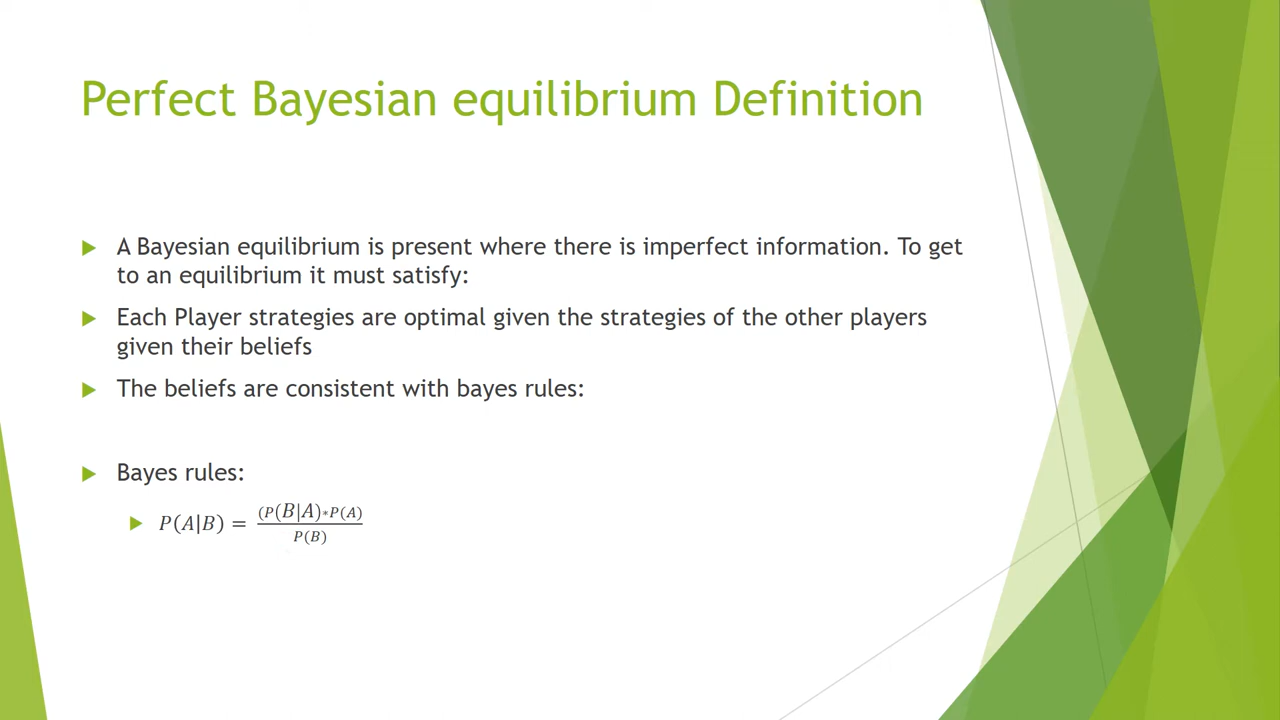 Perfect Bayesian equilibrium Definition
A Bayesian equilibrium is present where there is imperfect information. To get
to an equilibrium it must satisfy:
Each Player strategies are optimal given the strategies of the other players
given their beliefs
The beliefs are consistent with bayes rules:
Bayes rules:
P(A|B) = (P(B|A)*P(A) / P(B)